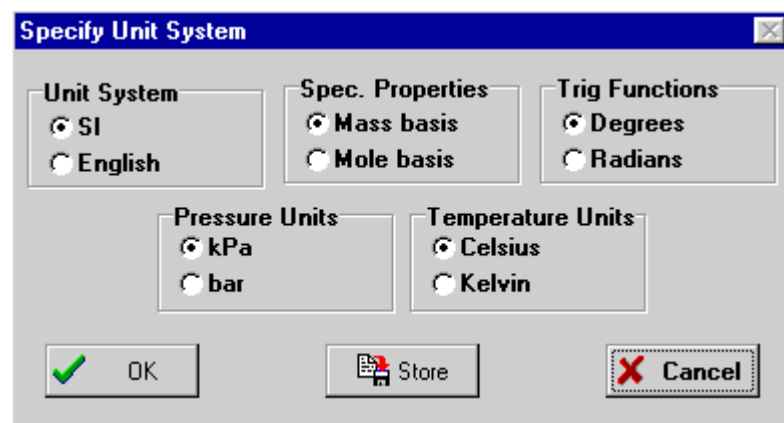 Specify Unit System
Unit System
SI
English
Spec. Properties
Mass basis
Mole basis
Trig Functions
Degrees
Radians
Pressure Units
kPa
bar
Temperature Units
Celsius
Kelvin
OK
Store
Cancel